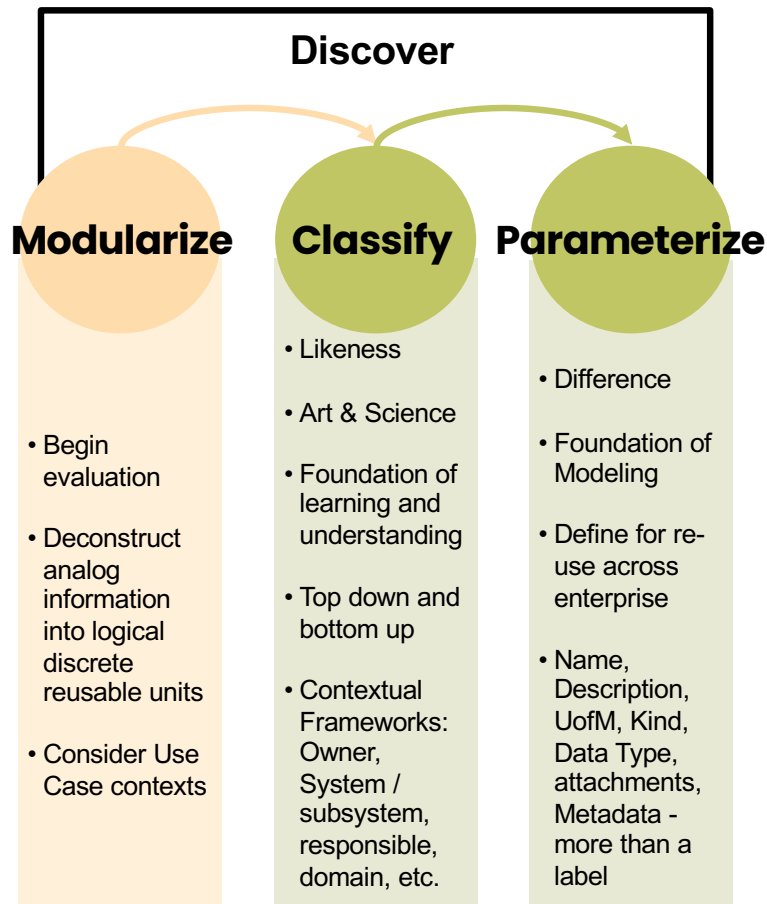 Discover
Modularize
Classify
Parameterize
• Begin
evaluation
• Deconstruct
analog
information
into logical
discrete
reusable units
• Consider Use
Case contexts
• Likeness
• Art & Science
• Foundation of
learning and
understanding
• Top down and
bottom up
• Contextual
Frameworks:
Owner,
System /
subsystem,
responsible,
domain, etc.
• Difference
• Foundation of
Modeling
• Define for re-
use across
enterprise
• Name,
Description,
UofM, Kind,
Data Type,
attachments,
Metadata -
more than a
label